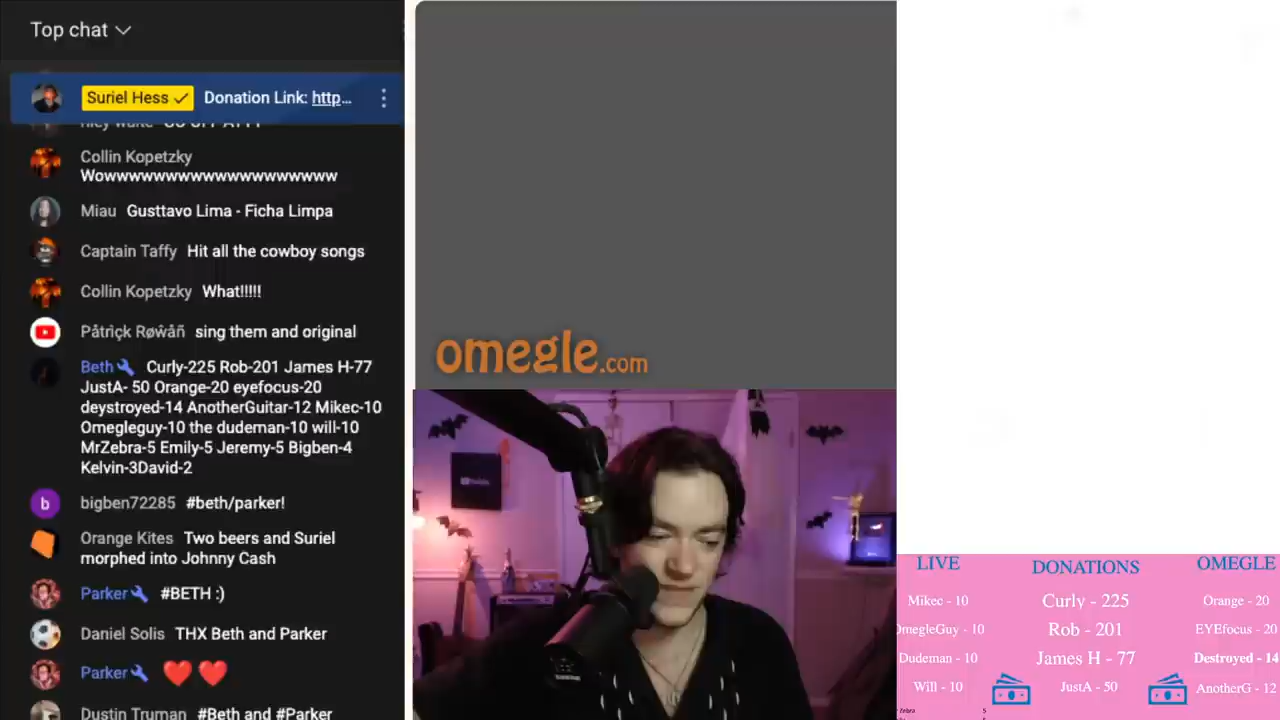 Top chat
Suriel Hess Donation Link: http...
Collin Kopetzky
Wowwwwwwwwwwwwwwwwwww
Miau Gusttavo Lima - Ficha Limpa
Captain Taffy Hit all the cowboy songs
Collin Kopetzky What!!!!!
Påtrìçk Røŵåñ sing them and original
Beth Curly-225 Rob-201 James H-77
JustA- 50 Orange-20 eyefocus-20
deystroyed-14 AnotherGuitar-12 Mikec-10
Omegleguy-10 the dudeman-10 will-10
MrZebra-5 Emily-5 Jeremy-5 Bigben-4
Kelvin-3David-2
bigben72285 #beth/parker!
Orange Kites Two beers and Suriel
morphed into Johnny Cash
Parker #BETH :)
Daniel Solis THX Beth and Parker
Parker
Dustin Truman #Beth and #Parker
omegle.com
LIVE
Mikec - 10
OmegleGuy - 10
Dudeman - 10
Will - 10
DONATIONS
Curly - 225
Rob - 201
James H - 77
JustA - 50
OMEGLE
Orange - 20
EYEfocus - 20
Destroyed - 14
AnotherG - 12